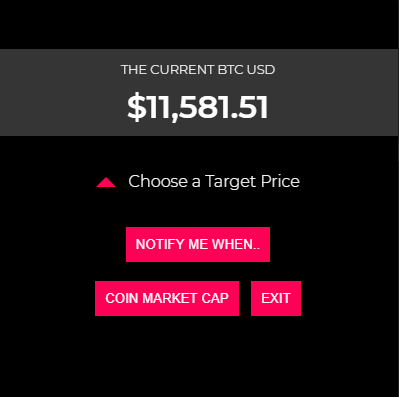 THE CURRENT BTC USD
$11,581.51
Choose a Target Price
NOTIFY ME WHEN..
COIN MARKET CAP EXIT